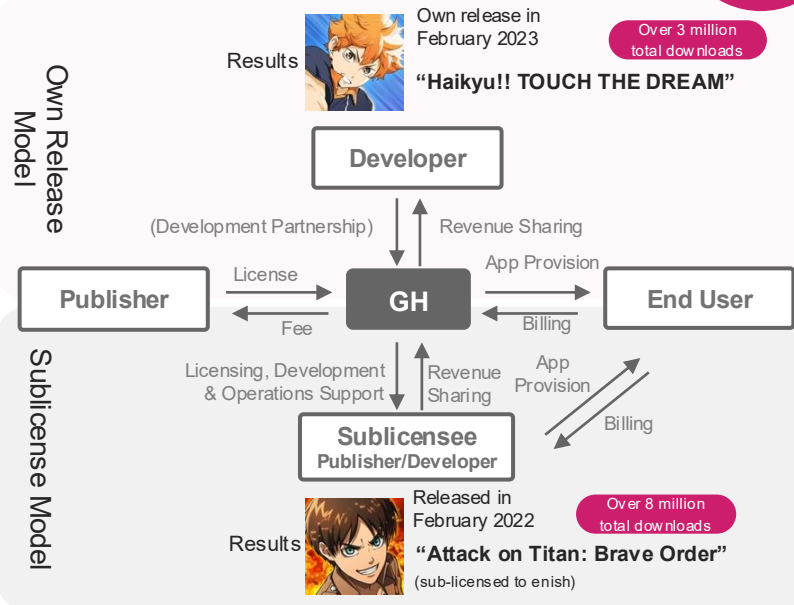 Own Release
Model
Results
Own release in
February 2023
Over 3 million
total downloads
“Haikyu!! TOUCH THE DREAM”
Developer
(Development Partnership)
Revenue Sharing
License
App Provision
Publisher
GH
End User
Fee
Billing
Sublicense Model
Licensing, Development
& Operations Support
Revenue
Sharing
App
Provision
Billing
Sublicensee
Publisher/Developer
Results
Released in
February 2022
Over 8 million
total downloads
“Attack on Titan: Brave Order”
(sub-licensed to enish)